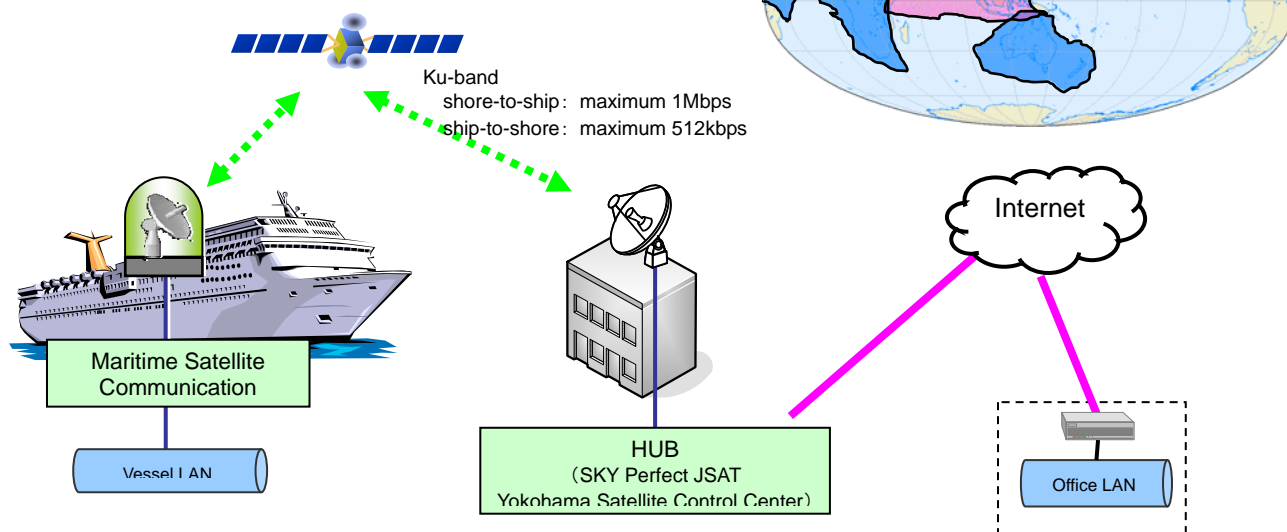 Ku-band
shore-to-ship: maximum 1Mbps
ship-to-shore: maximum 512kbps
Internet
Maritime Satellite
Communication
HUB
（SKY Perfect JSAT
Yokohama Satellite Control Center）
Vessel LAN
Office LAN